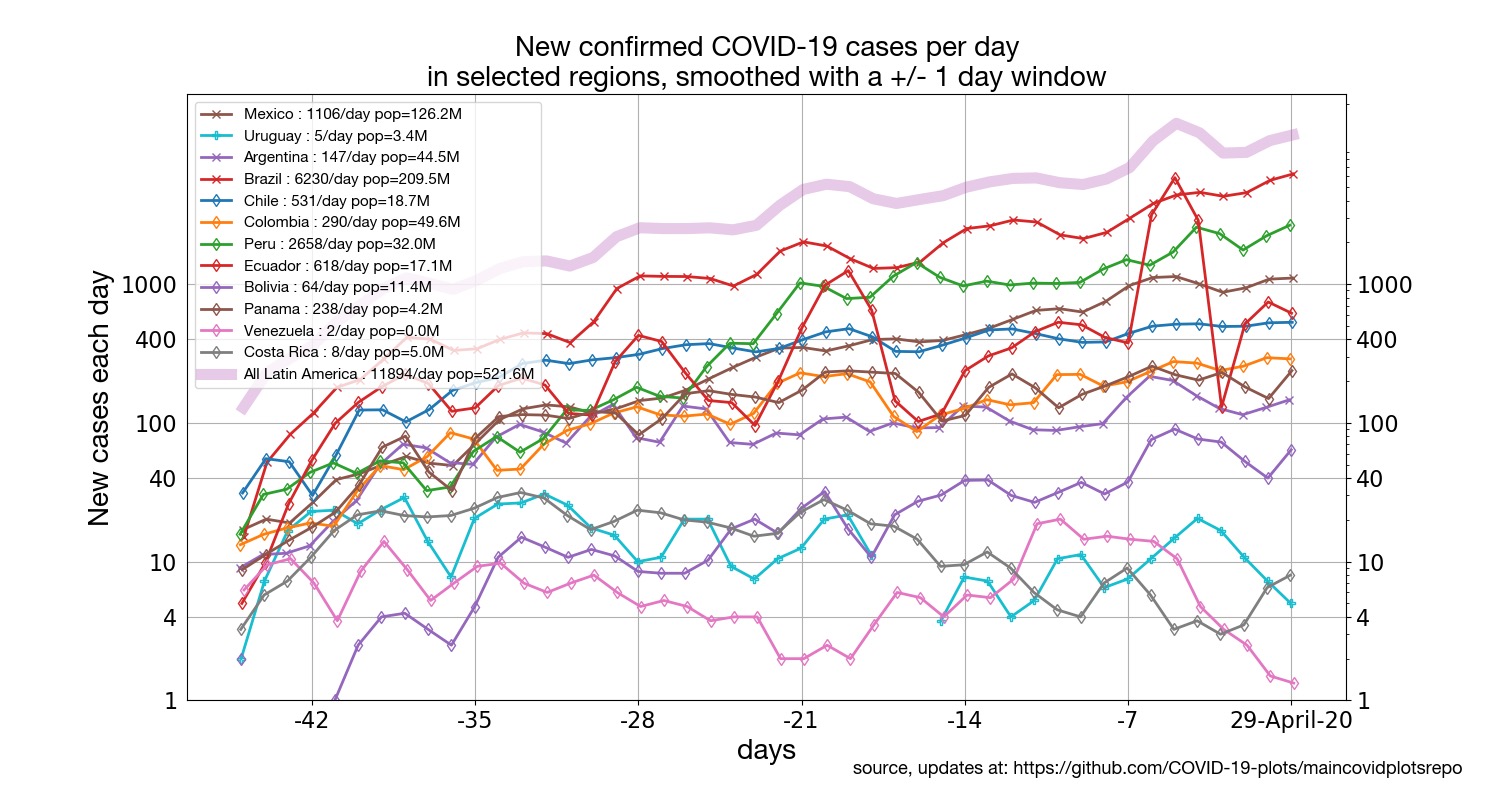 New confirmed COVID-19 cases per day
in selected regions, smoothed with a +/- 1 day window
Mexico : 1106/day pop=126.2M
Uruguay : 5/day pop=3.4M
Argentina : 147/day pop=44.5M
Brazil : 6230/day pop=209.5M
Chile : 531/day pop=18.7M
Colombia : 290/day pop=49.6M
Peru : 2658/day pop=32.0M
Ecuador : 618/day pop=17.1M
Bolivia : 64/day pop=11.4M
Panama : 238/day pop=4.2M
Venezuela : 2/day pop=0.0M
Costa Rica : 8/day pop=5.0M
All Latin America : 11894/day pop=521.6M
New cases each day
1000
400
100
40
10
4
1
1000
400
100
40
10
4
1
-42 -35 -28 -21 -14 -7 29-April-20
days
source, updates at: https://github.com/COVID-19-plots/maincovidplotsrepo